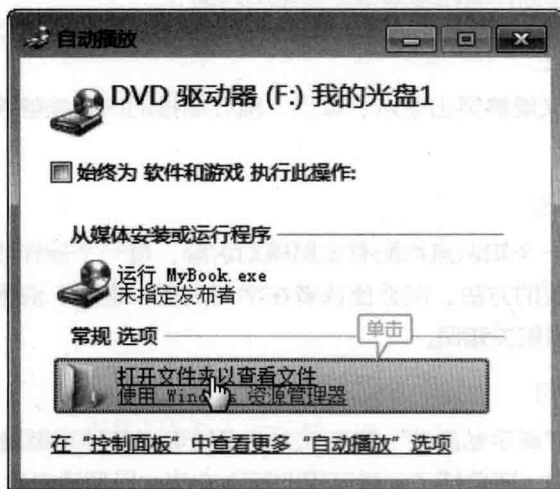 自动播放
DVD 驱动器 (F:) 我的光盘1
始终为 软件和游戏 执行此操作:
从媒体安装或运行程序
运行 MyBook.exe
未指定发布者
常规 选项
单击
打开文件夹以查看文件
使用 Windows 资源管理器
在 "控制面板" 中查看更多 "自动播放" 选项